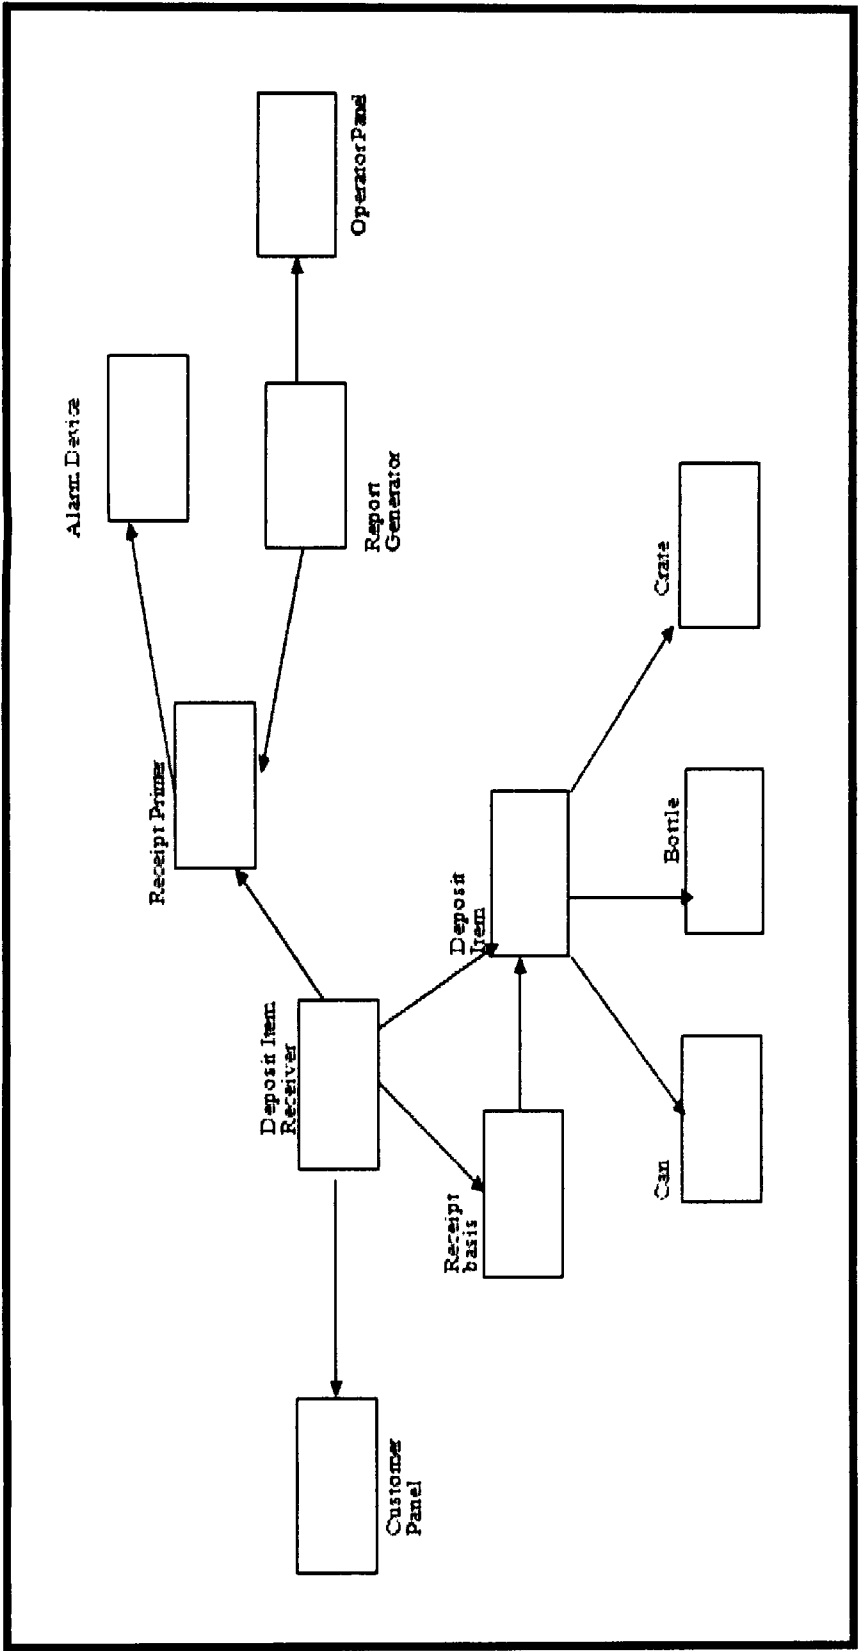 Alarm Device
Receipt Printer
Deposit Item
Receiver
Operator Panel
Report
Generator
Customer
Panel
Receipt
basis
Deposit
Item
Can
Bottle
Crate